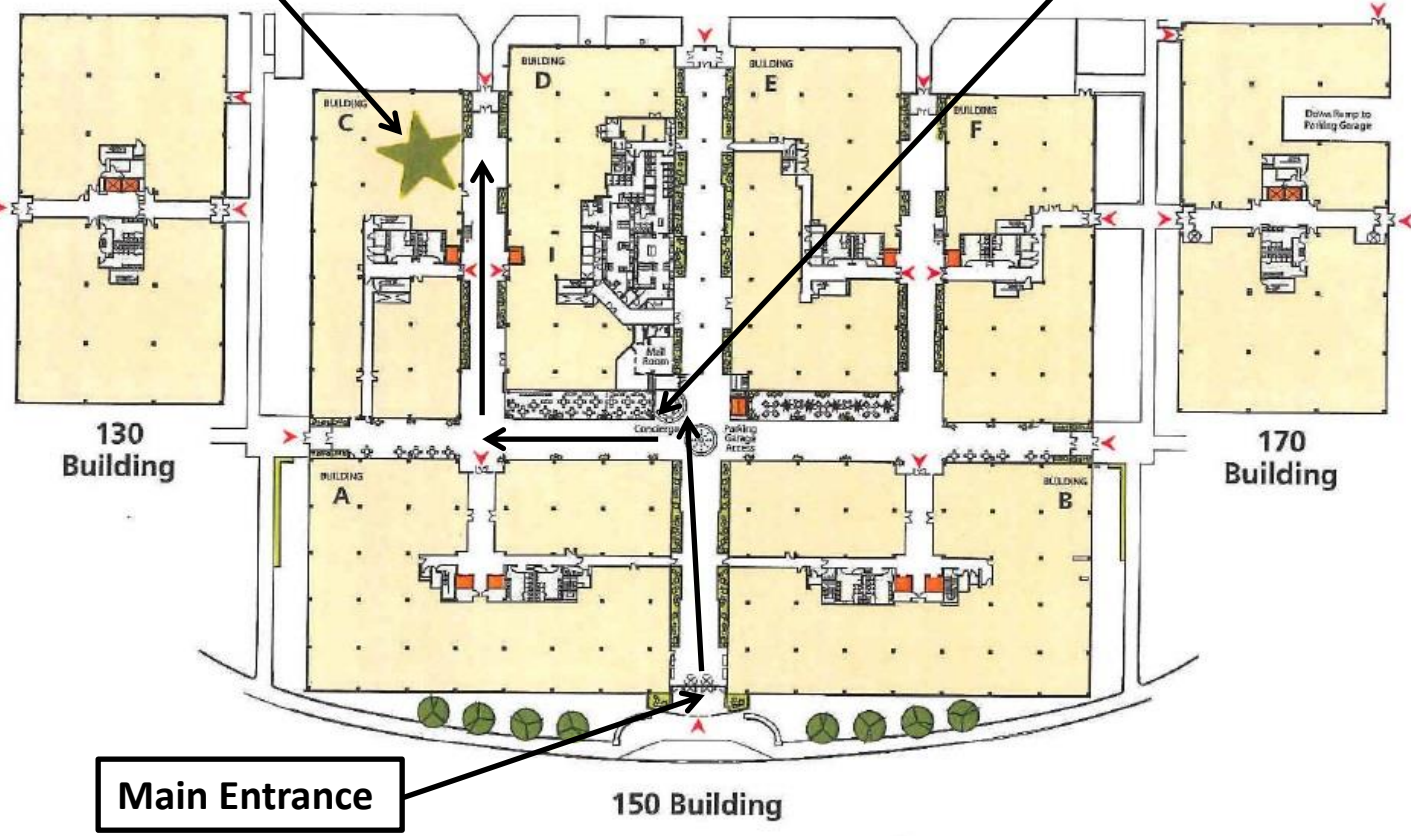 BUILDING
D
BUILDING
E
BUILDING
C
BUILDING
F
Down Ramp to
Parking Garage
Mail
Room
Concierge
Parking
Garage
Access
130
Building
170
Building
BUILDING
A
BUILDING
B
Main Entrance
150 Building